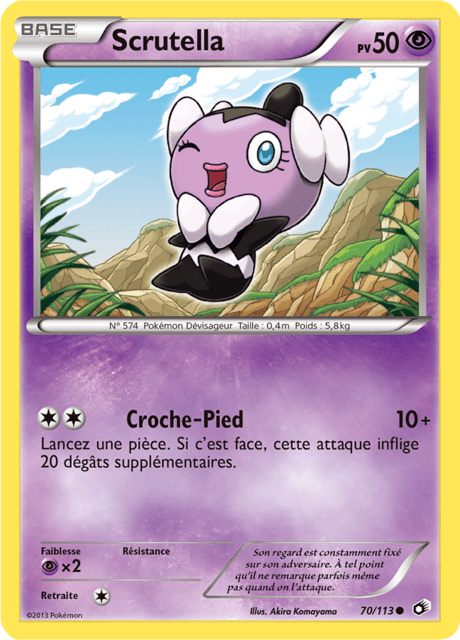 BASE
Scrutella
PV50
N° 574 Pokémon Dévisageur Taille : 0,4m Poids : 5,8kg
Croche-Pied 10+
Lancez une pièce. Si c'est face, cette attaque inflige
20 dégâts supplémentaires.
Faiblesse Résistance
×2
Retraite
Son regard est constamment fixé
sur son adversaire. À tel point
qu'il ne remarque parfois même
pas quand on l'attaque.
©2013 Pokémon
Illus. Akira Komayama 70/113